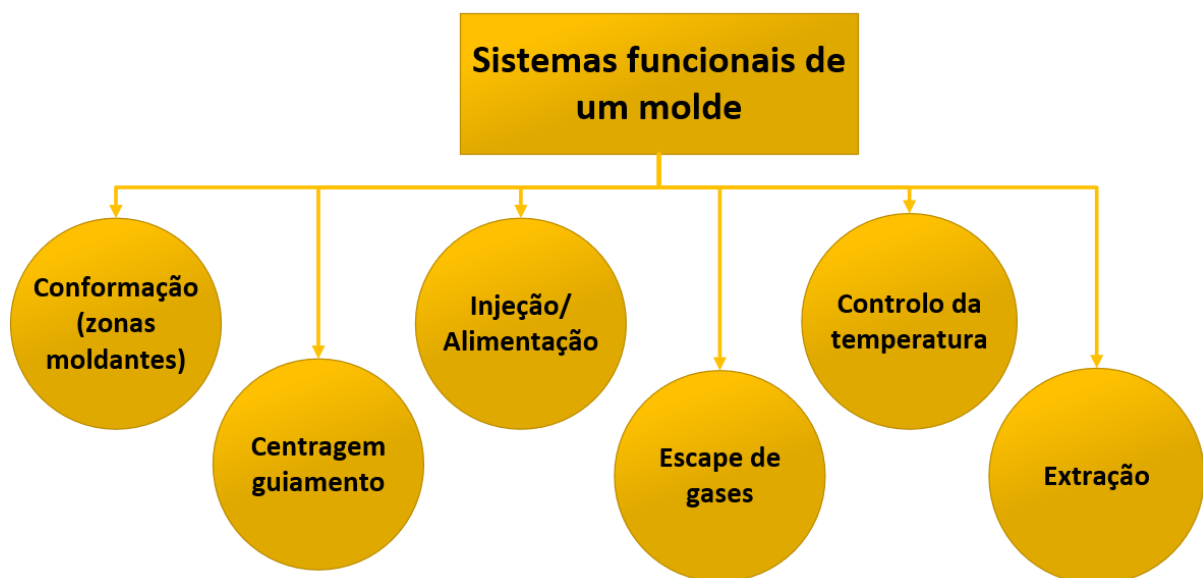 Sistemas funcionais de
um molde
Conformação
(zonas
moldantes)
Centragem
guiamento
Injeção/
Alimentação
Escape de
gases
Controlo da
temperatura
Extração